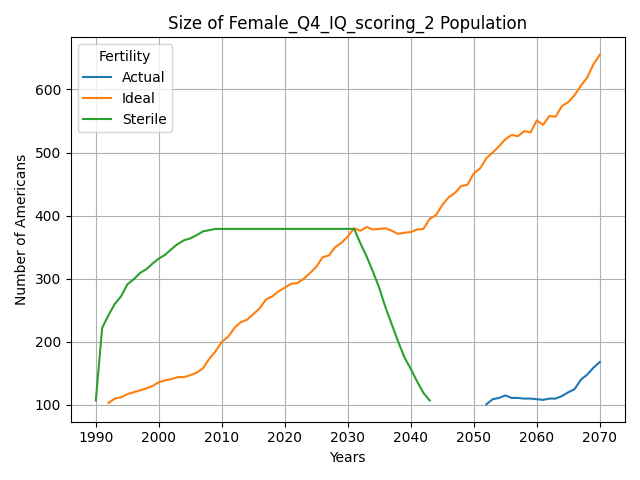 Size of Female_Q4_IQ_scoring_2 Population
Fertility
Actual
Ideal
Sterile
Number of Americans
600
500
400
300
200
100
1990 2000 2010 2020 2030 2040 2050 2060 2070
Years